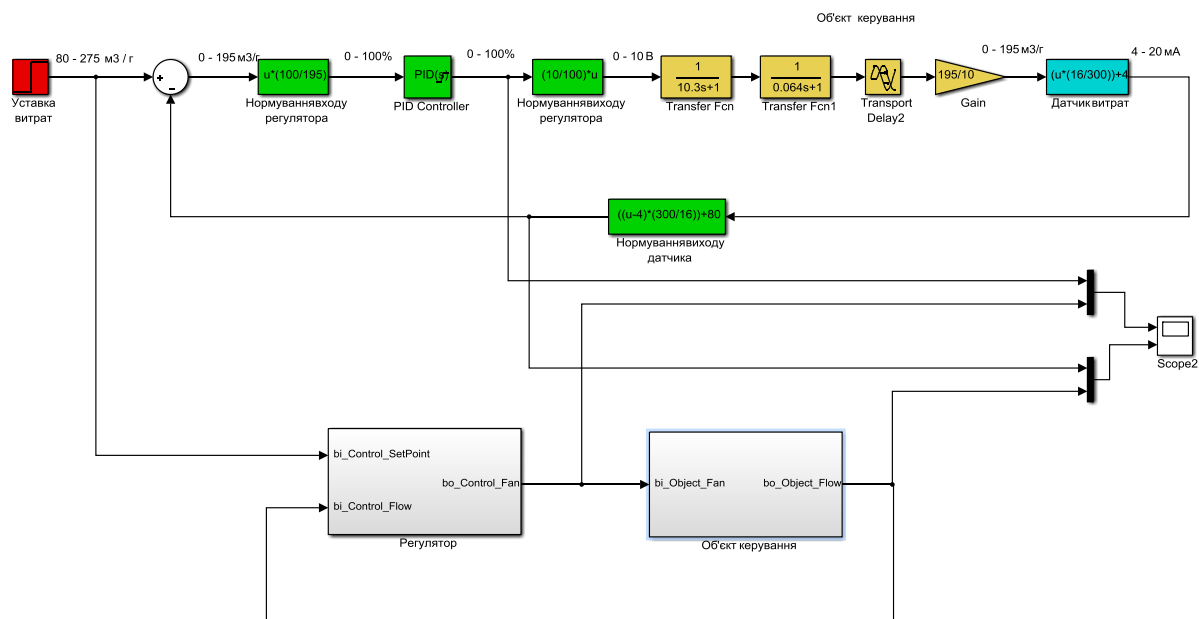 Об'єкт керування
80 - 275 м3 / г
0 - 195 м3/г
0 - 100%
0 - 100%
0 - 10 В
0 - 195 м3/г
4 - 20 мА
+
-
u*(100/195)
PID(s)
(10/100)*u
1
10.3s+1
1
0.064s+1
195/10
(u*(16/300))+4
Уставка
витрат
Нормуваннявходу
регулятора
PID Controller
Нормуваннявиходу
регулятора
Transfer Fcn
Transfer Fcn1
Transport
Delay2
Gain
Датчик витрат
((u-4)*(300/16))+80
Нормуваннявиходу
датчика
Scope2
bi_Control_SetPoint
bo_Control_Fan
bi_Control_Flow
Регулятор
bi_Object_Fan
bo_Object_Flow
Об'єкт керування